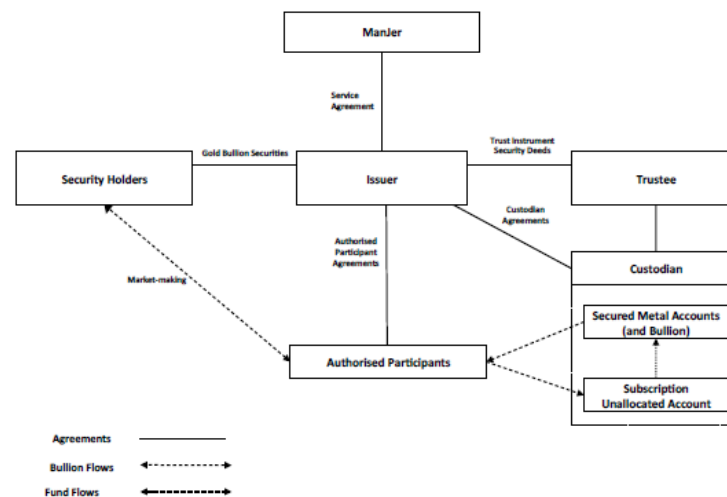 ManJer
Service
Agreement
Gold Bullion Securities
Trust Instrument
Security Deeds
Security Holders
Issuer
Trustee
Custodian
Agreements
Authorised
Participant
Agreements
Custodian
Market-making
Secured Metal Accounts
(and Bullion)
Authorised Participants
Subscription
Unallocated Account
Agreements
Bullion Flows
Fund Flows